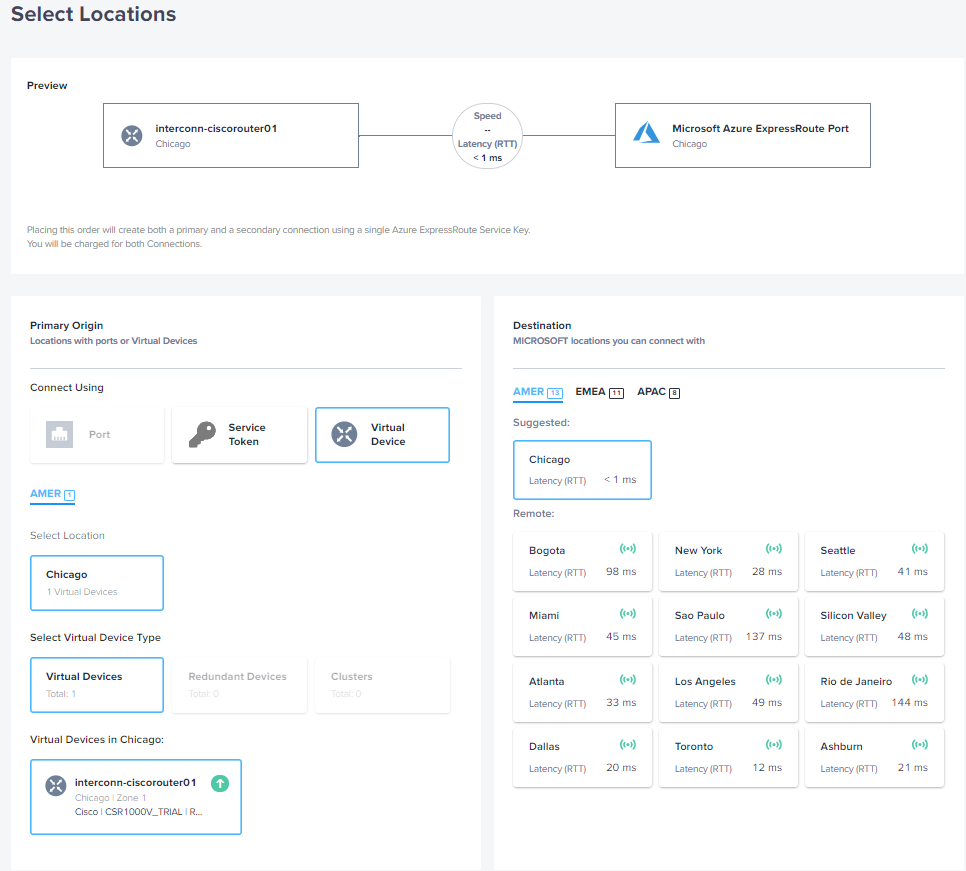 Select Locations
Preview
interconn-ciscorouter01
Chicago
Speed
--
Latency (RTT)
< 1 ms
Microsoft Azure ExpressRoute Port
Chicago
Placing this order will create both a primary and a secondary connection using a single Azure ExpressRoute Service Key.
You will be charged for both Connections.
Primary Origin
Locations with ports or Virtual Devices
Connect Using
Port
Service
Token
Virtual
Device
AMER 1
Select Location
Chicago
1 Virtual Devices
Select Virtual Device Type
Virtual Devices
Total: 1
Redundant Devices
Total: 0
Clusters
Total: 0
Virtual Devices in Chicago:
interconn-ciscorouter01
Chicago | Zone 1
Cisco | CSR1000V_TRIAL | R...
Destination
MICROSOFT locations you can connect with
AMER 13 EMEA 11 APAC 8
Suggested:
Chicago
Latency (RTT) < 1 ms
Remote:
Bogota
Latency (RTT) 98 ms
New York
Latency (RTT) 28 ms
Seattle
Latency (RTT) 41 ms
Miami
Latency (RTT) 45 ms
Sao Paulo
Latency (RTT) 137 ms
Silicon Valley
Latency (RTT) 48 ms
Atlanta
Latency (RTT) 33 ms
Los Angeles
Latency (RTT) 49 ms
Rio de Janeiro
Latency (RTT) 144 ms
Dallas
Latency (RTT) 20 ms
Toronto
Latency (RTT) 12 ms
Ashburn
Latency (RTT) 21 ms